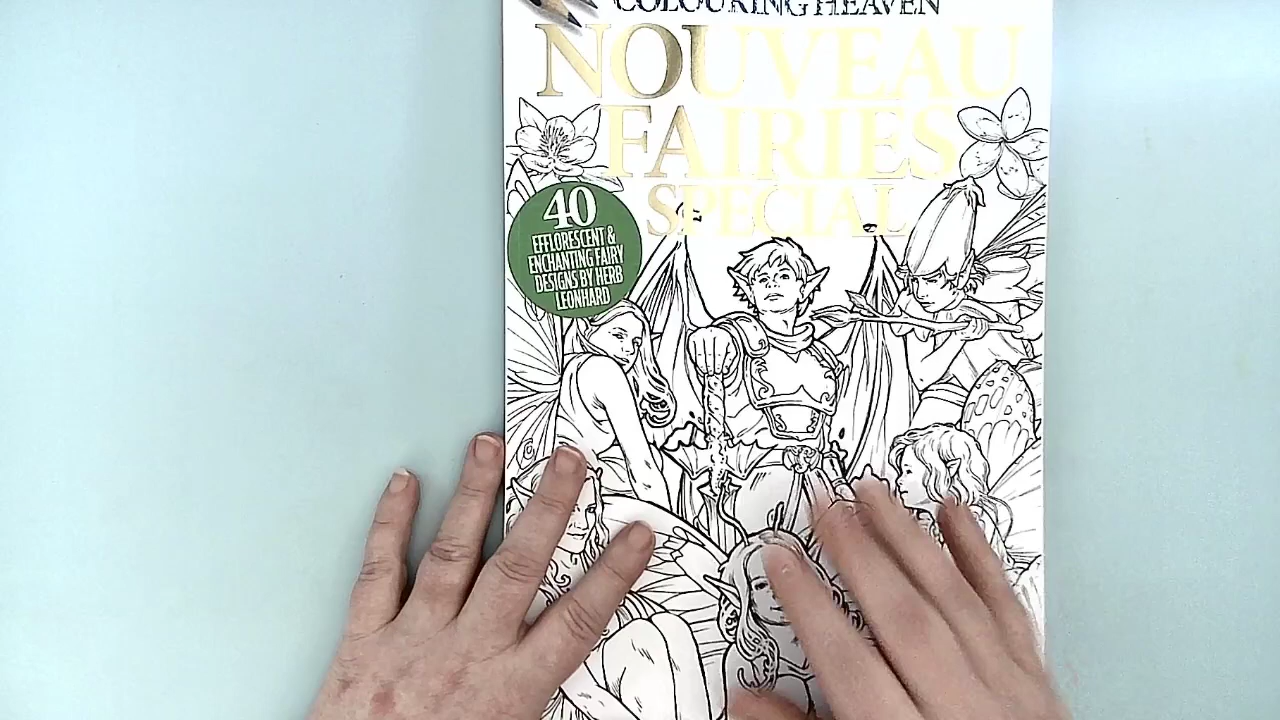 COLOURING HEAVEN
NOUVEAU
FAIRIES
SPECIAL
40
EFFLORESCENT &
ENCHANTING FAIRY
DESIGNS BY HERB
LEONHARD